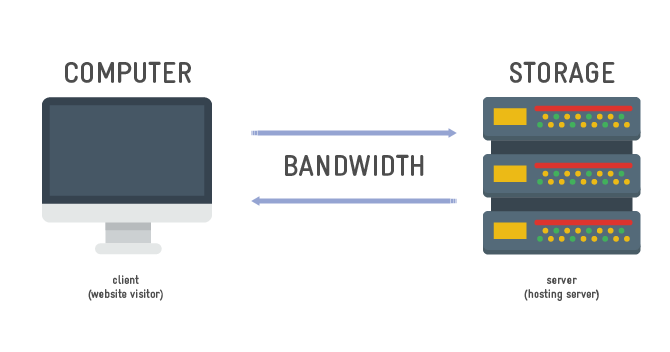 COMPUTER
STORAGE
BANDWIDTH
client
(website visitor)
server
(hosting server)